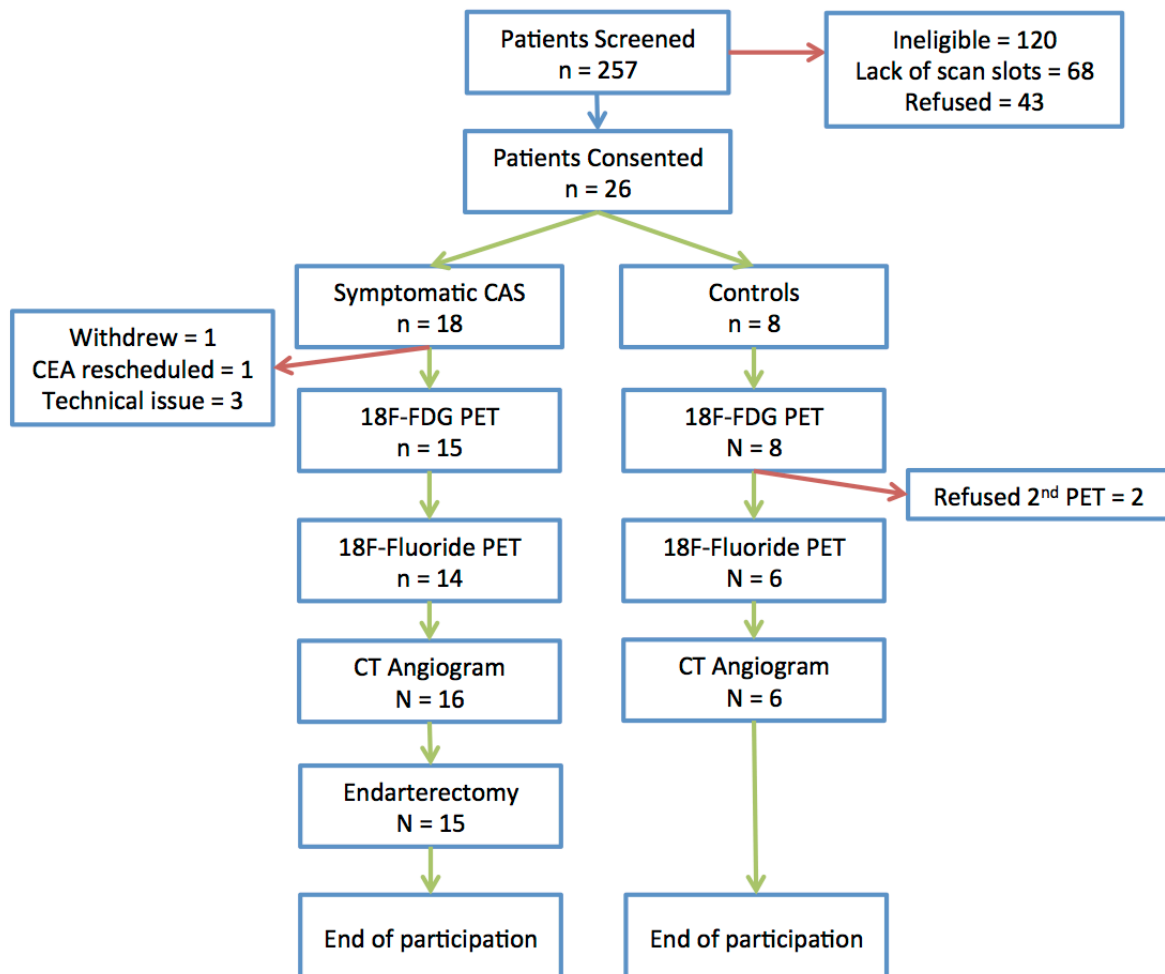 Patients Screened
n = 257
Ineligible = 120
Lack of scan slots = 68
Refused = 43
Patients Consented
n = 26
Symptomatic CAS
n = 18
Controls
n = 8
Withdrew = 1
CEA rescheduled = 1
Technical issue = 3
18F-FDG PET
n = 15
18F-FDG PET
N = 8
Refused 2nd PET = 2
18F-Fluoride PET
n = 14
18F-Fluoride PET
N = 6
CT Angiogram
N = 16
CT Angiogram
N = 6
Endarterectomy
N = 15
End of participation
End of participation